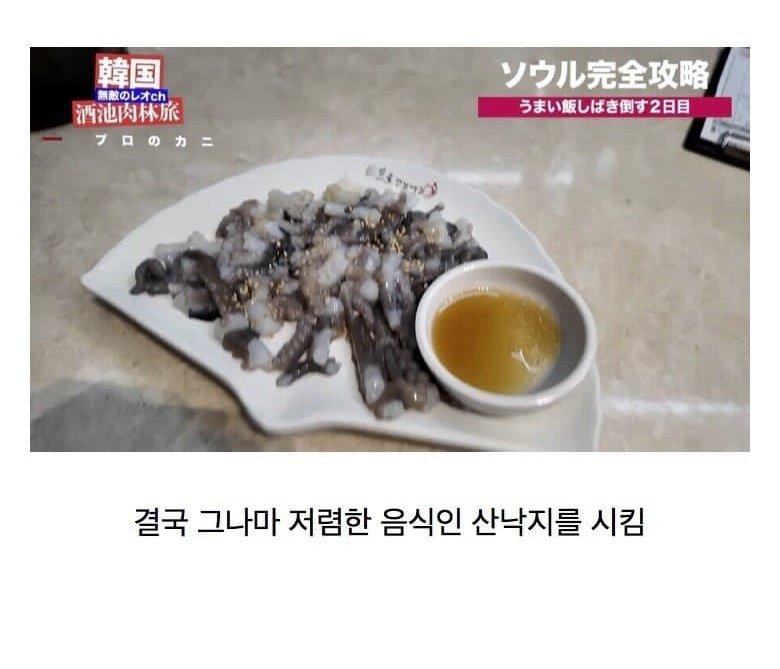 韓国
無敵のレオch
酒池肉林旅
プロのカニ
ソウル完全攻略
うまい飯しばき倒す2日目
결국 그나마 저렴한 음식인 산낙지를 시킴